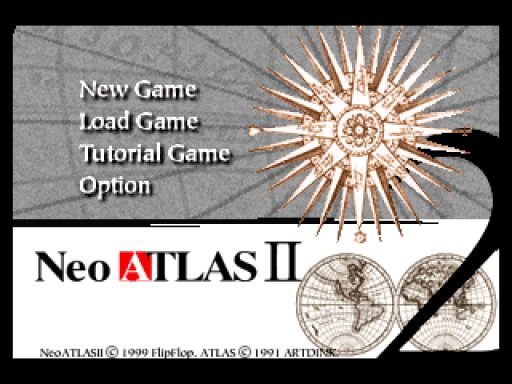 New Game
Load Game
Tutorial Game
Option
Neo ATLAS II
NeoATLASII © 1999 FlipFlop. ATLAS © 1991 ARTDINK